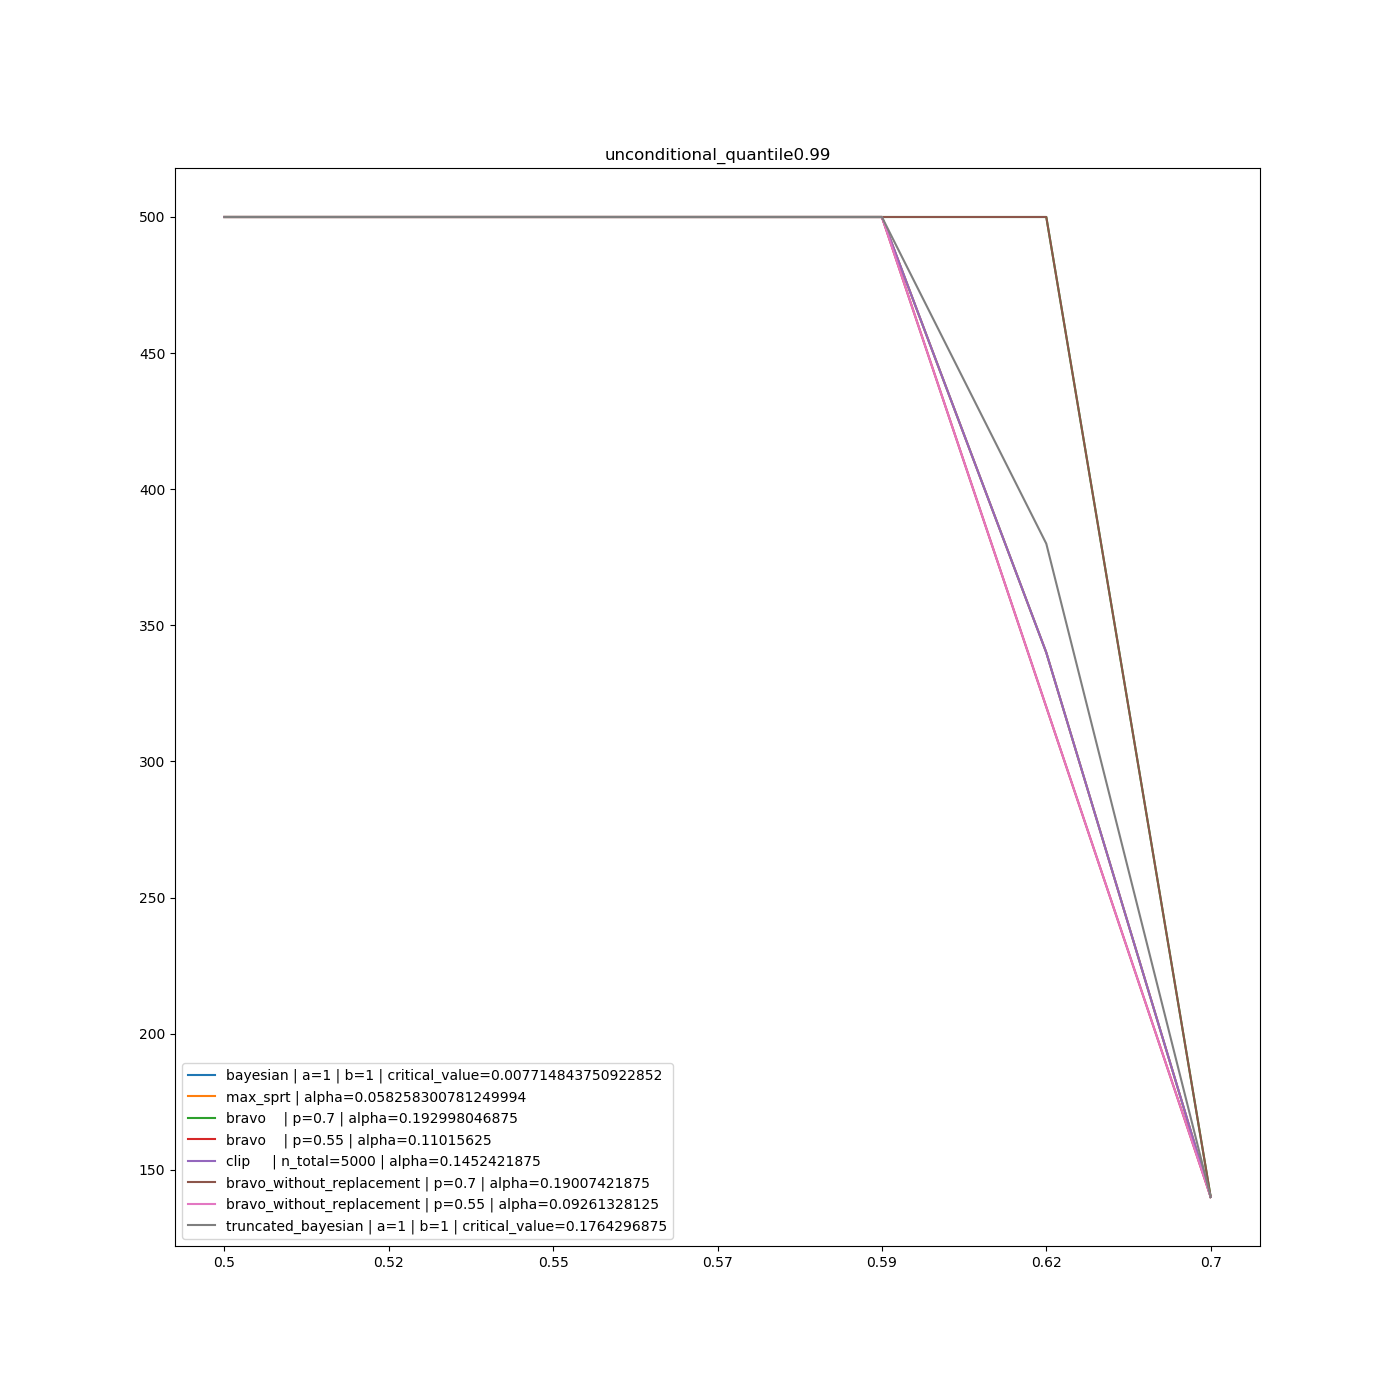 unconditional_quantile0.99
500
450
400
350
300
250
200
150
bayesian | a=1 | b=1 | critical_value=0.007714843750922852
max_sprt | alpha=0.058258300781249994
bravo    | p=0.7 | alpha=0.192998046875
bravo    | p=0.55 | alpha=0.11015625
clip     | n_total=5000 | alpha=0.1452421875
bravo_without_replacement | p=0.7 | alpha=0.19007421875
bravo_without_replacement | p=0.55 | alpha=0.09261328125
truncated_bayesian | a=1 | b=1 | critical_value=0.1764296875
0.5 0.52 0.55 0.57 0.59 0.62 0.7